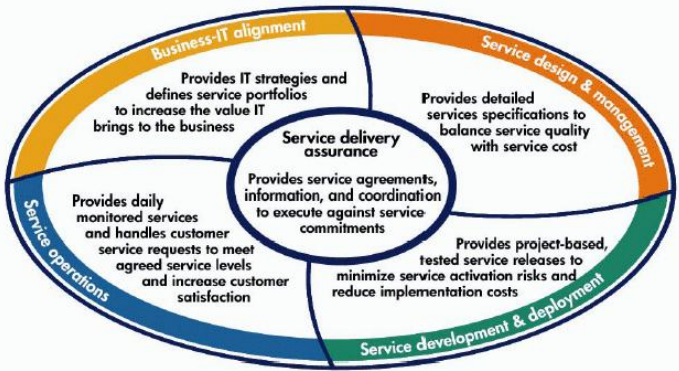 Business-IT alignment
Provides IT strategies and
defines service portfolios
to increase the value IT
brings to the business
Service design & management
Provides detailed
services specifications to
balance service quality
with service cost
Service delivery
assurance
Provides service agreements,
information, and coordination
to execute against service
commitments
Service operations
Provides daily
monitored services
and handles customer
service requests to meet
agreed service levels
and increase customer
satisfaction
Provides project-based,
tested service releases to
minimize service activation risks and
reduce implementation costs
Service development & deployment